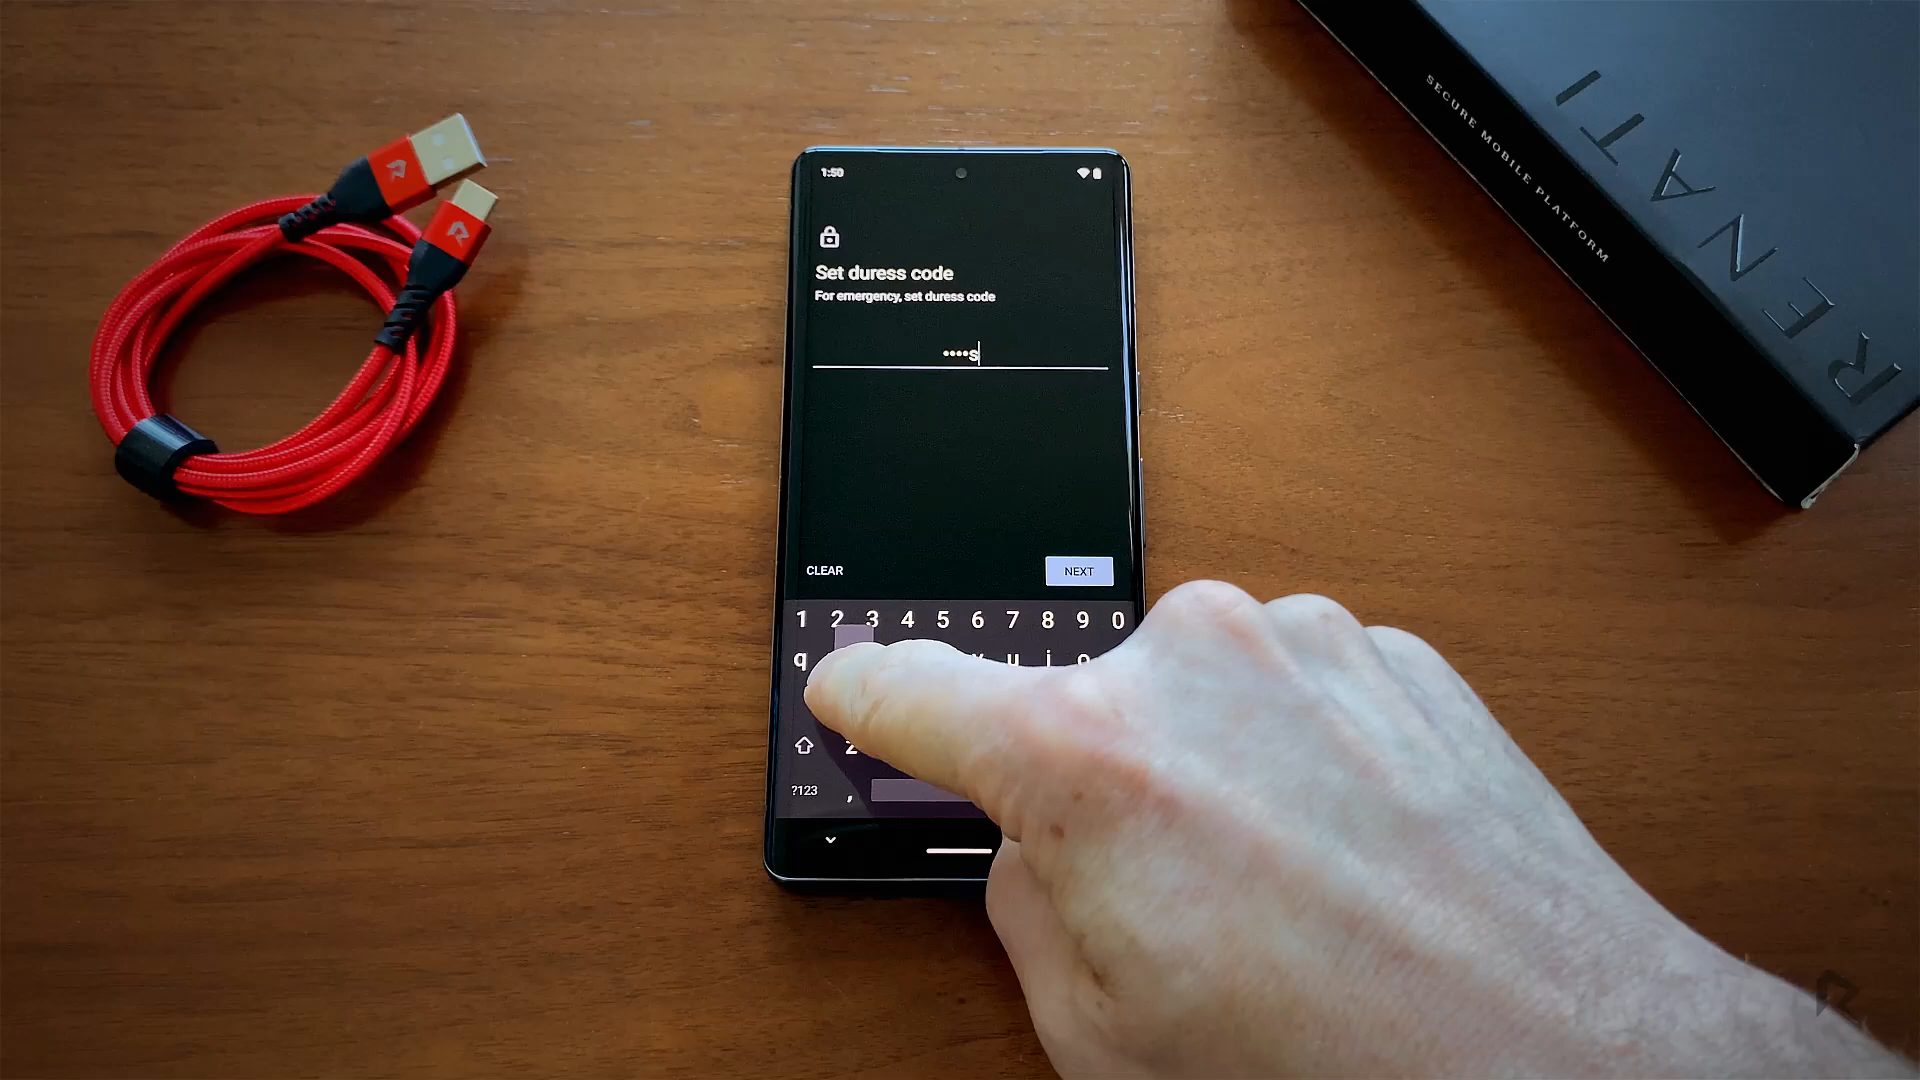 1:50
Set duress code
For emergency, set duress code
••••s
CLEAR
NEXT
1 2 3 4 5 6 7 8 9 0
q y u i o
z
?123 ,
SECURE MOBILE PLATFORM
RENATI